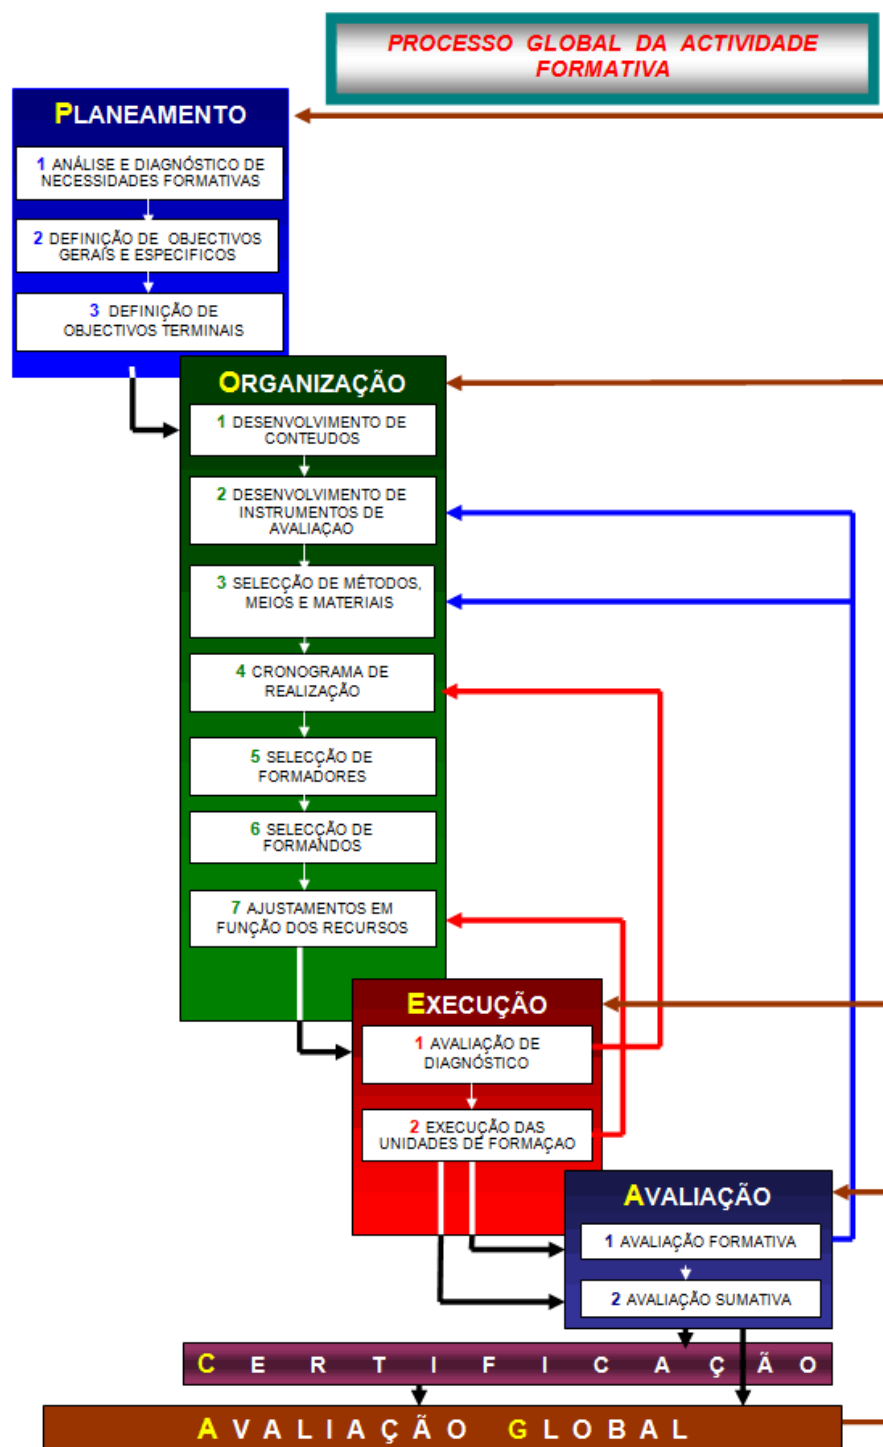 PROCESSO GLOBAL DA ACTIVIDADE
FORMATIVA
PLANEAMENTO
1 ANÁLISE E DIAGNÓSTICO DE
NECESSIDADES FORMATIVAS
2 DEFINIÇÃO DE OBJECTIVOS
GERAIS E ESPECIFICOS
3 DEFINIÇÃO DE
OBJECTIVOS TERMINAIS
ORGANIZAÇÃO
1 DESENVOLVIMENTO DE
CONTEUDOS
2 DESENVOLVIMENTO DE
INSTRUMENTOS DE
AVALIAÇAO
3 SELECÇÃO DE MÉTODOS,
MEIOS E MATERIAIS
4 CRONOGRAMA DE
REALIZAÇÃO
5 SELECÇÃO DE
FORMADORES
6 SELECÇÃO DE
FORMANDOS
7 AJUSTAMENTOS EM
FUNÇÃO DOS RECURSOS
EXECUÇÃO
1 AVALIAÇÃO DE
DIAGNÓSTICO
2 EXECUÇÃO DAS
UNIDADES DE FORMAÇAO
AVALIAÇÃO
1 AVALIAÇÃO FORMATIVA
2 AVALIAÇÃO SUMATIVA
CERTIFICAÇÃO
AVALIAÇÃO GLOBAL